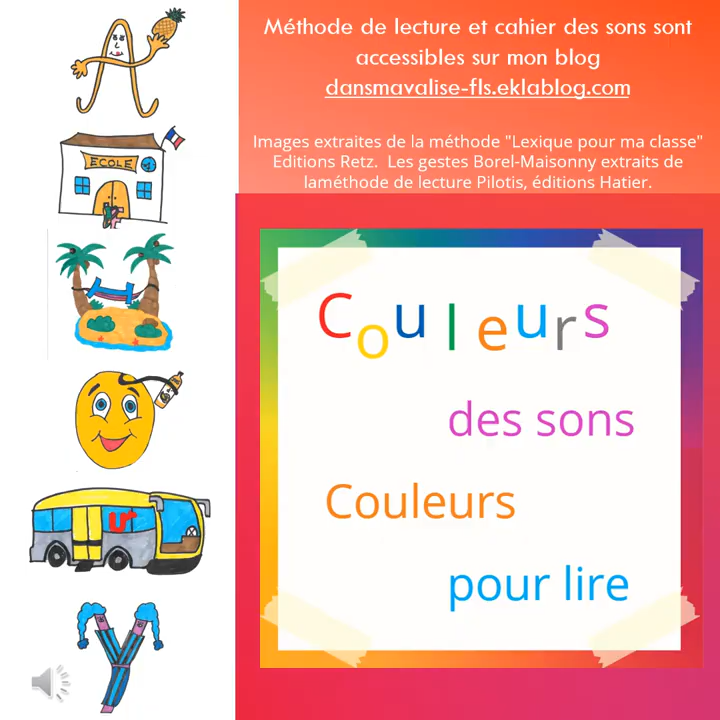 Méthode de lecture et cahier des sons sont
accessibles sur mon blog
dansmavalise-fls.eklablog.com
Images extraites de la méthode "Lexique pour ma classe"
Editions Retz. Les gestes Borel-Maisonny extraits de
laméthode de lecture Pilotis, éditions Hatier.
ECOLE
Couleurs
des sons
Couleurs
pour lire